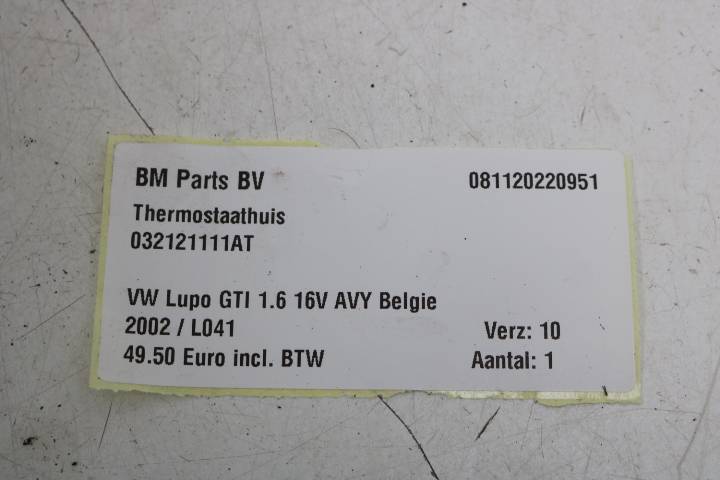 BM Parts BV 081120220951
Thermostaathuis
032121111AT
VW Lupo GTI 1.6 16V AVY Belgie
2002 / L041 Verz: 10
49.50 Euro incl. BTW Aantal: 1